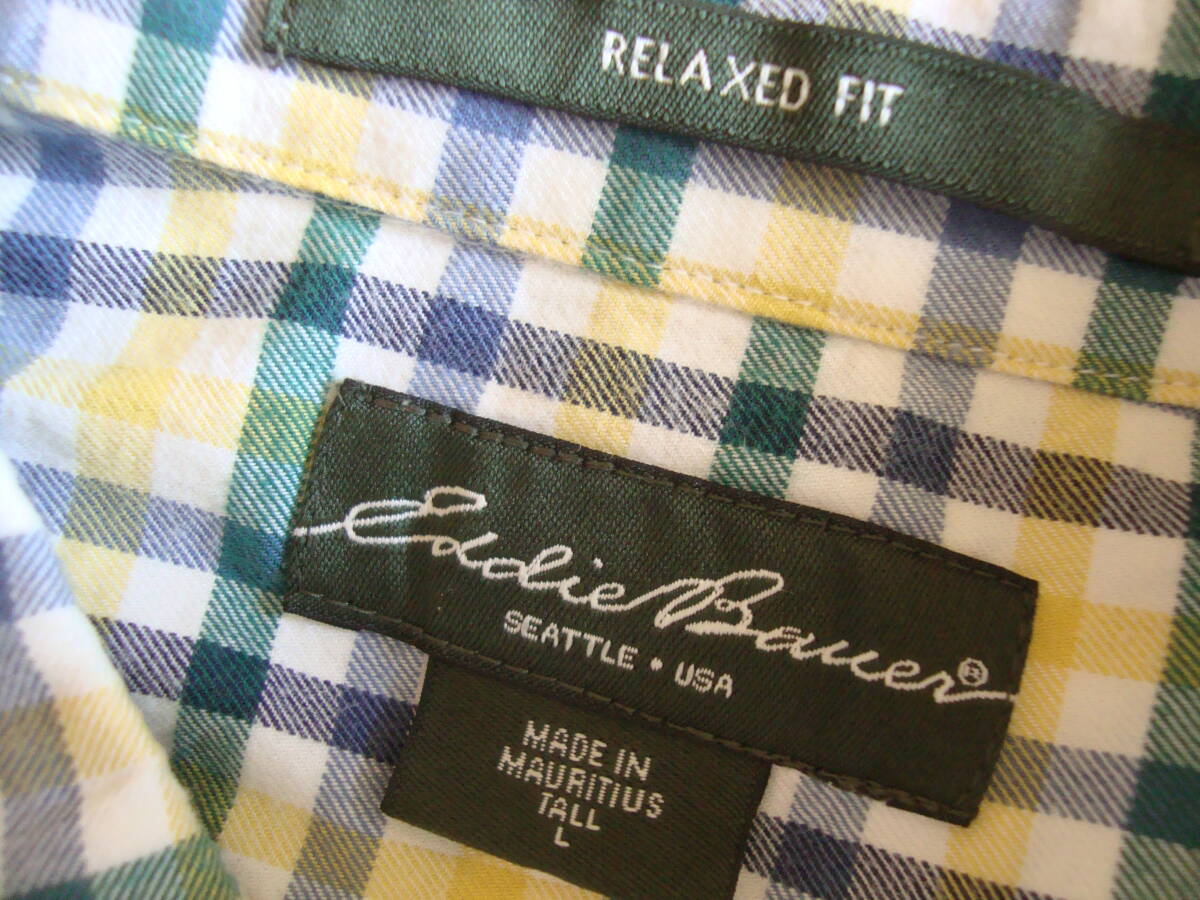 RELAXED FIT
Eddie Bauer®
SEATTLE • USA
MADE IN
MAURITIUS
TALL
L